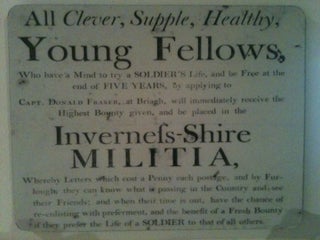 All Clever, Supple, Healthy,
Young Fellows,
Who have a Mind to try a SOLDIER'S Life, and be Free at the
end of FIVE YEARS, by applying to
CAPT. DONALD FRASER, at Briagh, will immediately receive the
Highest Bounty given, and be placed in the
Inverneſs-Shire
MILITIA,
Whereby Letters which cost a Penny each postage, and by Fur-
lough; they can know what is passing in the Country and see
their Friends: and when their time is out, have the chance of
re-enlisting with preferment, and the benefit of a Fresh Bounty
if they prefer the Life of a SOLDIER to that of all others.